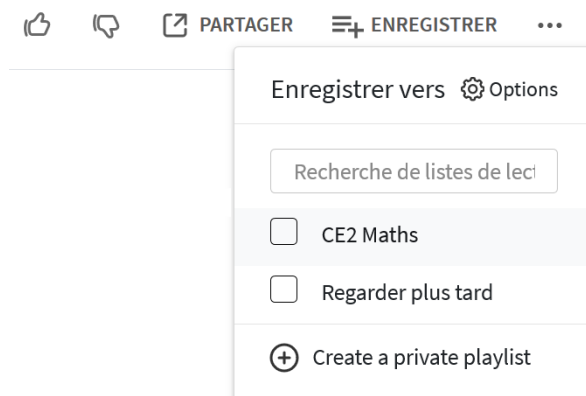 PARTAGER ENREGISTRER ...
Enregistrer vers Options
Recherche de listes de lect
CE2 Maths
Regarder plus tard
Create a private playlist